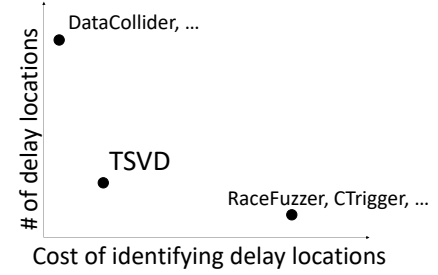 DataCollider, ...
# of delay locations
TSVD
RaceFuzzer, CTrigger, ...
Cost of identifying delay locations